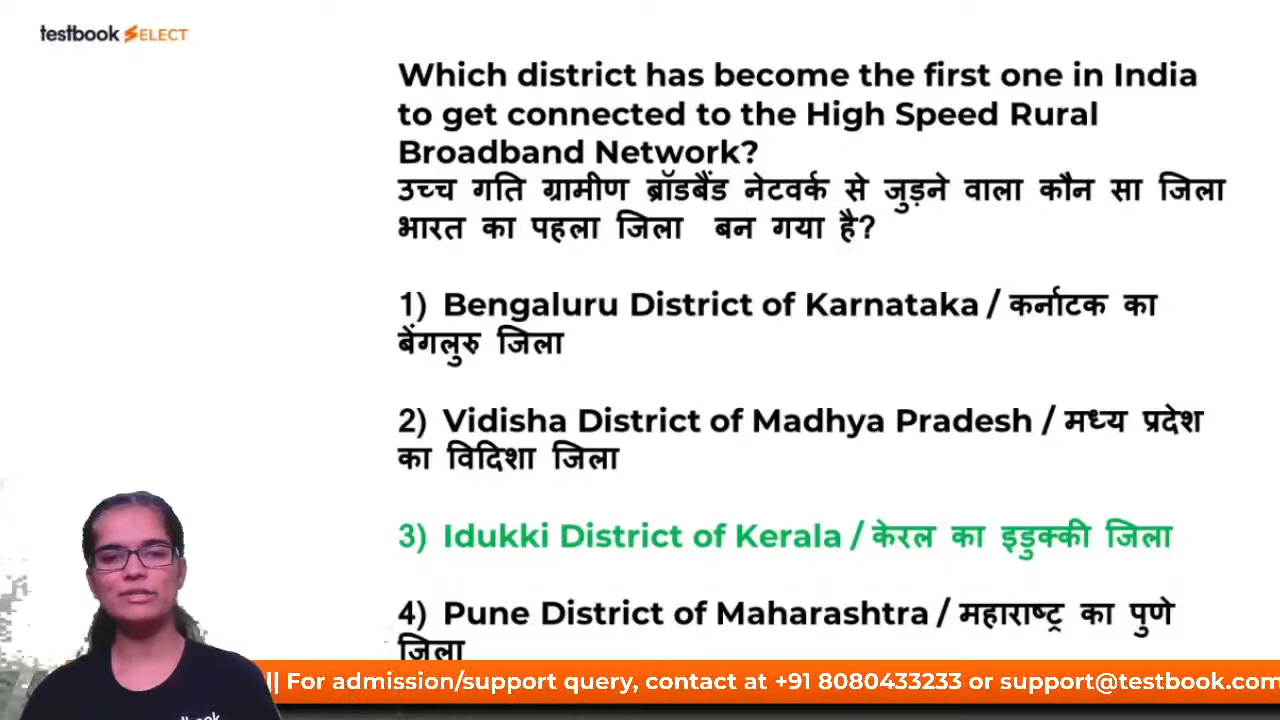 testbook SELECT
Which district has become the first one in India
to get connected to the High Speed Rural
Broadband Network?
उच्च गति ग्रामीण ब्रॉडबैंड नेटवर्क से जुड़ने वाला कौन सा जिला
भारत का पहला जिला बन गया है?
1) Bengaluru District of Karnataka / कर्नाटक का
बेंगलुरु जिला
2) Vidisha District of Madhya Pradesh / मध्य प्रदेश
का विदिशा जिला
3) Idukki District of Kerala / केरल का इडुक्की जिला
4) Pune District of Maharashtra / महाराष्ट्र का पुणे
जिला
|| For admission/support query, contact at +91 8080433233 or support@testbook.com